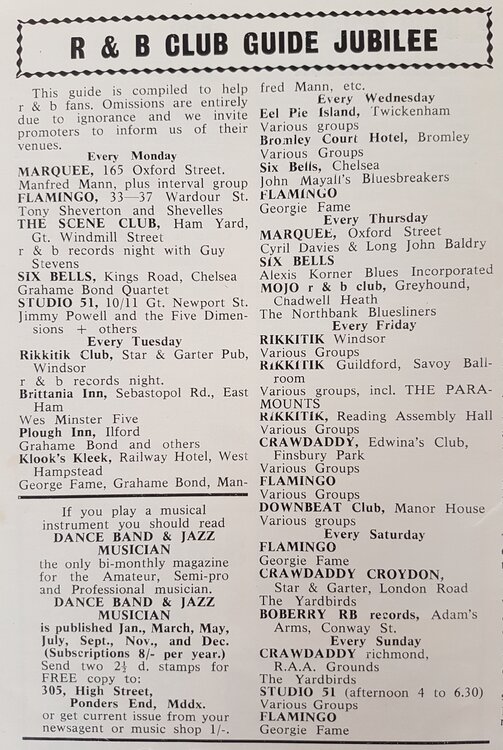 R & B CLUB GUIDE JUBILEE
This guide is compiled to help
r & b fans. Omissions are entirely
due to ignorance and we invite
promoters to inform us of their
venues.
Every Monday
MARQUEE, 165 Oxford Street.
Manfred Mann, plus interval group
FLAMINGO, 33—37 Wardour St.
Tony Sheverton and Shevelles
THE SCENE CLUB, Ham Yard,
Gt. Windmill Street
r & b records night with Guy
Stevens
SIX BELLS, Kings Road, Chelsea
Grahame Bond Quartet
STUDIO 51, 10/11 Gt. Newport St.
Jimmy Powell and the Five Dimen-
sions + others
Every Tuesday
Rikkitik Club, Star & Garter Pub,
Windsor
r & b records night.
Brittania Inn, Sebastopol Rd., East
Ham
Wes Minster Five
Plough Inn, Ilford
Grahame Bond and others
Klook's Kleek, Railway Hotel, West
Hampstead
George Fame, Grahame Bond, Man-
If you play a musical
instrument you should read
DANCE BAND & JAZZ
MUSICIAN
the only bi-monthly magazine
for the Amateur, Semi-pro
and Professional musician.
DANCE BAND & JAZZ
MUSICIAN
is published Jan., March, May,
July, Sept., Nov., and Dec.
(Subscriptions 8/- per year.)
Send two 2½ d. stamps for
FREE copy to:
305, High Street,
Ponders End, Mddx.
or get current issue from your
newsagent or music shop 1/-.
fred Mann, etc.
Every Wednesday
Eel Pie Island, Twickenham
Various groups
Bromley Court Hotel, Bromley
Various Groups
Six Bells, Chelsea
John Mayall's Bluesbreakers
FLAMINGO
Georgie Fame
Every Thursday
MARQUEE, Oxford Street
Cyril Davies & Long John Baldry
SIX BELLS
Alexis Korner Blues Incorporated
MOJO r & b club, Greyhound,
Chadwell Heath
The Northbank Bluesliners
Every Friday
RIKKITIK Windsor
Various Groups
RIKKITIK Guildford, Savoy Ball-
room
Various groups, incl. THE PARA-
MOUNTS
RIKKITIK, Reading Assembly Hall
Various Groups
CRAWDADDY, Edwina's Club,
Finsbury Park
Various Groups
FLAMINGO
Various Groups
DOWNBEAT Club, Manor House
Various groups
Every Saturday
FLAMINGO
Georgie Fame
CRAWDADDY CROYDON,
Star & Garter, London Road
The Yardbirds
BOBERRY RB records, Adam's
Arms, Conway St.
Every Sunday
CRAWDADDY richmond,
R.A.A. Grounds
The Yardbirds
STUDIO 51 (afternoon 4 to 6.30)
Various Groups
FLAMINGO
Georgie Fame